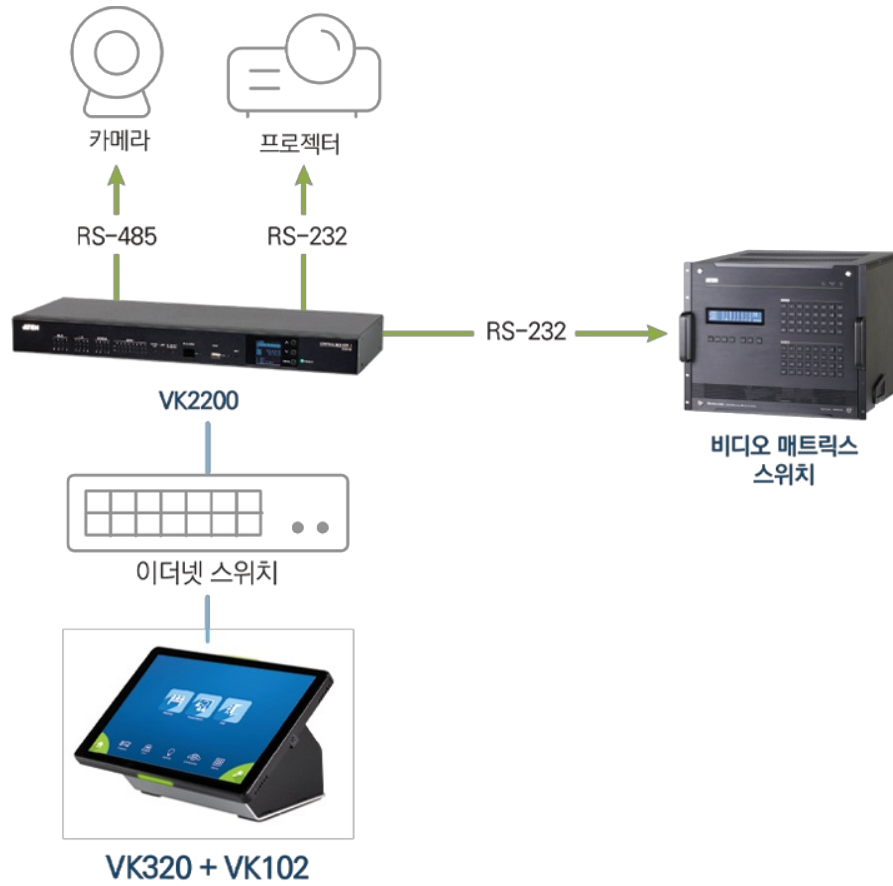 카메라
프로젝터
RS-485
RS-232
ATEN
RS-232
VK2200
비디오 매트릭스
스위치
이더넷 스위치
VK320 + VK102